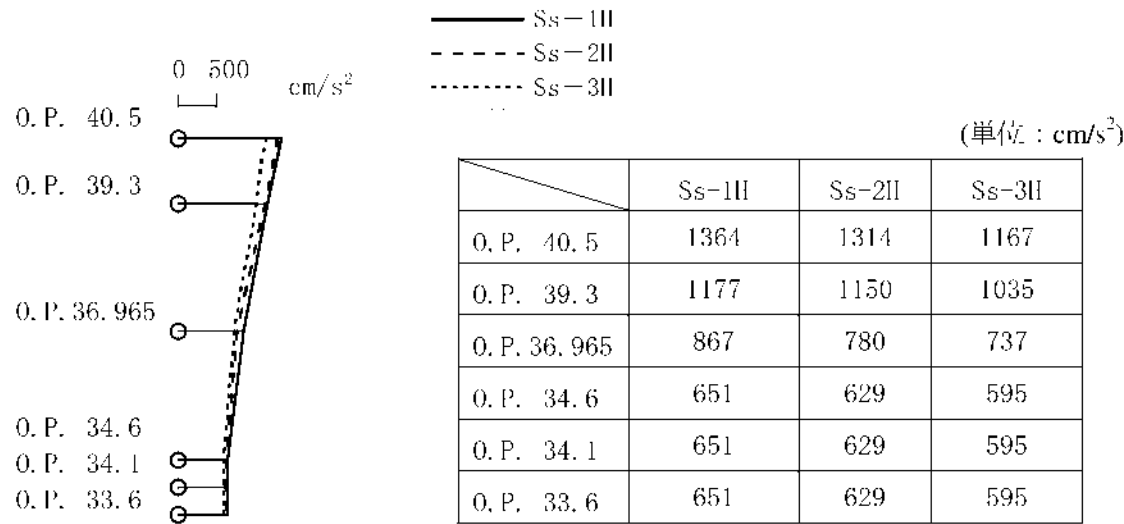 Ss－1H
Ss－2H
Ss－3H
0 500
cm/s²
O.P. 40.5
O.P. 39.3
O.P.36.965
O.P. 34.6
O.P. 34.1
O.P. 33.6
(単位：cm/s²)
Ss-1H Ss-2H Ss-3H
O.P. 40.5 1364 1314 1167
O.P. 39.3 1177 1150 1035
O.P.36.965 867 780 737
O.P. 34.6 651 629 595
O.P. 34.1 651 629 595
O.P. 33.6 651 629 595